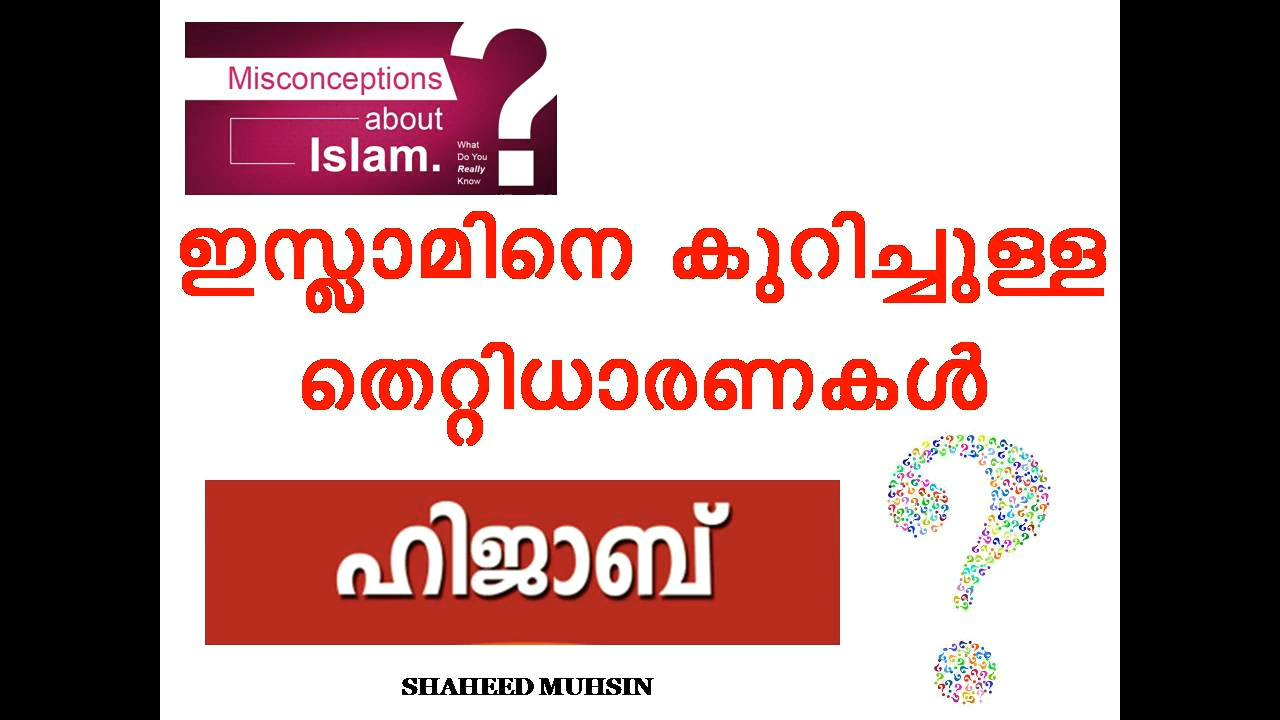 Misconceptions
about
Islam.
What
Do You
Really
Know
ഇസ്ലാമിനെ കുറിച്ചുള്ള
തെറ്റിധാരണകൾ
ഹിജാബ്
SHAHEED MUHSIN